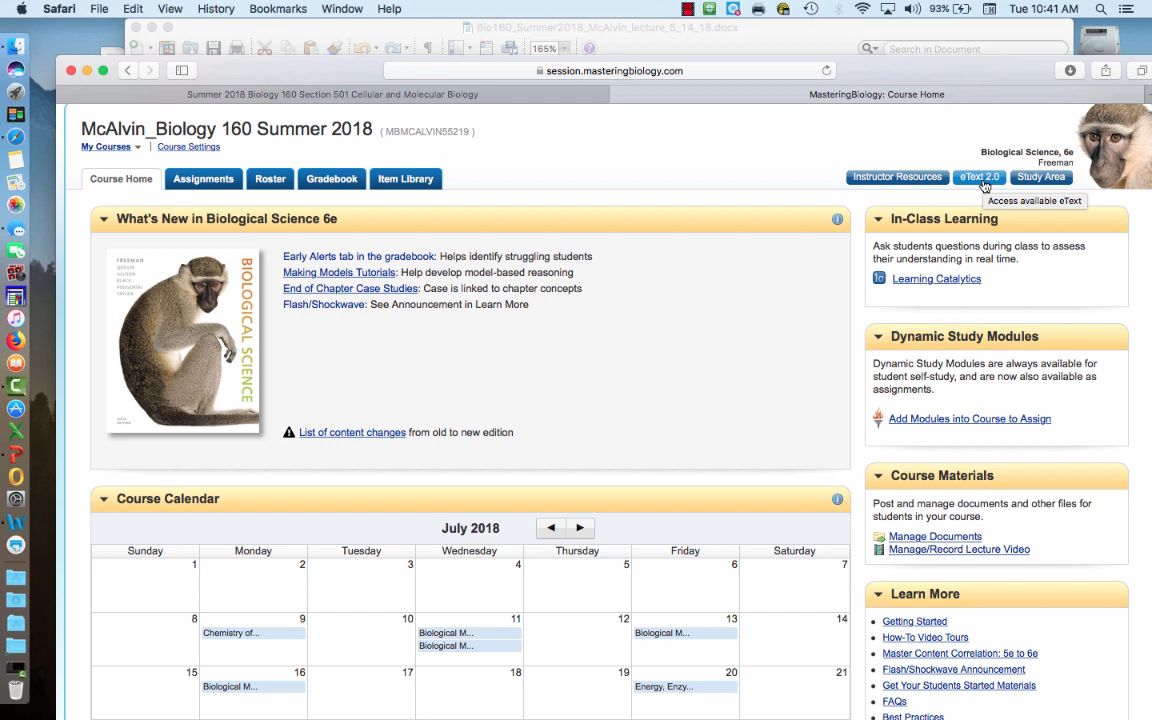 Safari File Edit View History Bookmarks Window Help 93% Tue 10:41 AM
Bio160_Summer2018_McAlvin_lecture_5_14_18.docx
165% Search in Document
session.masteringbiology.com
Summer 2018 Biology 160 Section 501 Cellular and Molecular Biology MasteringBiology: Course Home
McAlvin_Biology 160 Summer 2018 ( MBMCALVIN55219 )
My Courses | Course Settings
Biological Science, 6e
Freeman
Course Home Assignments Roster Gradebook Item Library
Instructor Resources eText 2.0 Study Area
Access available eText
What's New in Biological Science 6e
FREEMAN
QUILLIN
ALLISON
BLACK
PODGORSKI
TAYLOR
BIOLOGICAL SCIENCE
Early Alerts tab in the gradebook: Helps identify struggling students
Making Models Tutorials: Help develop model-based reasoning
End of Chapter Case Studies: Case is linked to chapter concepts
Flash/Shockwave: See Announcement in Learn More
List of content changes from old to new edition
Course Calendar
July 2018
Sunday Monday Tuesday Wednesday Thursday Friday Saturday
1 2 3 4 5 6 7
8 9 10 11 12 13 14
Chemistry of... Biological M... Biological M...
Biological M...
15 16 17 18 19 20 21
Biological M... Energy, Enzy...
In-Class Learning
Ask students questions during class to assess
their understanding in real time.
Learning Catalytics
Dynamic Study Modules
Dynamic Study Modules are always available for
student self-study, and are now also available as
assignments.
Add Modules into Course to Assign
Course Materials
Post and manage documents and other files for
students in your course.
Manage Documents
Manage/Record Lecture Video
Learn More
Getting Started
How-To Video Tours
Master Content Correlation: 5e to 6e
Flash/Shockwave Announcement
Get Your Students Started Materials
FAQs
Best Practices